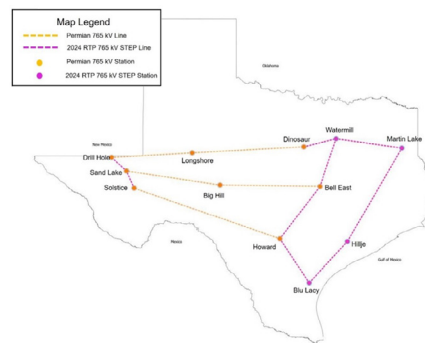 Map Legend
Permian 765 kV Line
2024 RTP 765 kV STEP Line
Permian 765 kV Station
2024 RTP 765 kV STEP Station
Oklahoma
Watermill
Dinosaur
Martin Lake
New Mexico
Drill Hole
Longshore
Sand Lake
Solstice
Big Hill
Bell East
Howard
Mexico
Hillje
Gulf of Mexico
Blu Lacy